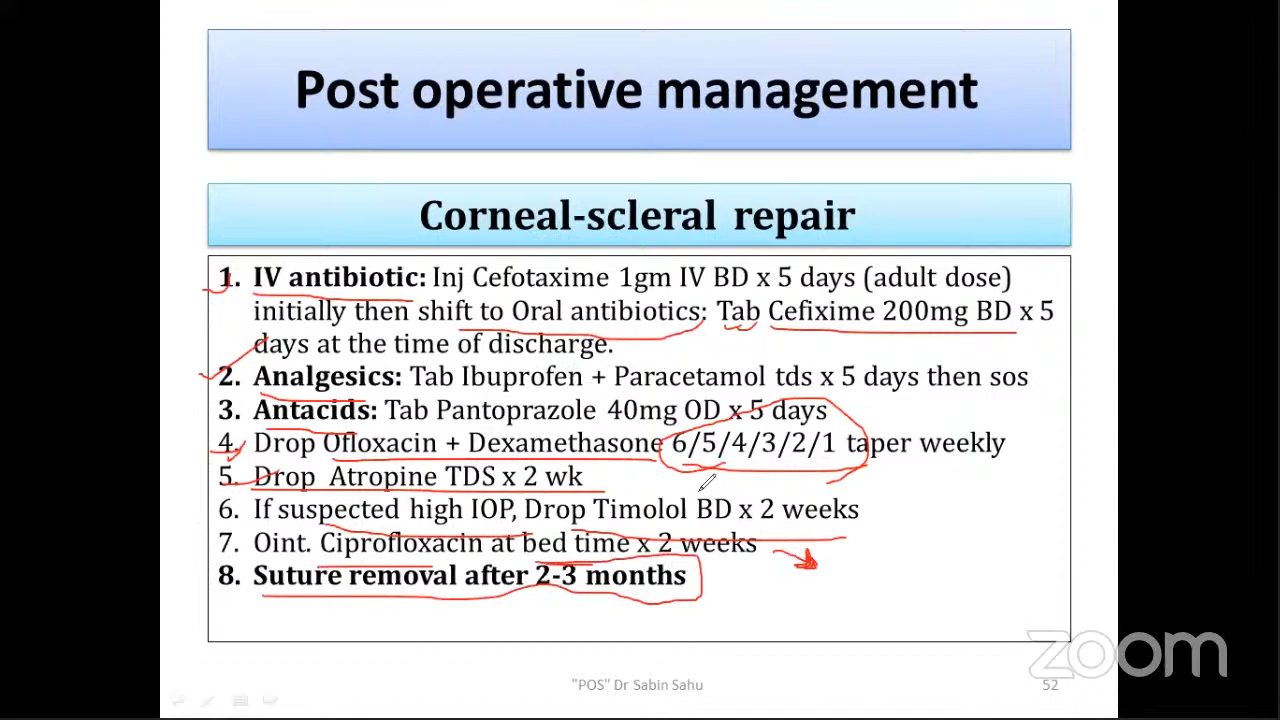 Post operative management
Corneal-scleral repair
1. IV antibiotic: Inj Cefotaxime 1gm IV BD x 5 days (adult dose)
initially then shift to Oral antibiotics: Tab Cefixime 200mg BD x 5
days at the time of discharge.
2. Analgesics: Tab Ibuprofen + Paracetamol tds x 5 days then sos
3. Antacids: Tab Pantoprazole 40mg OD x 5 days
4. Drop Ofloxacin + Dexamethasone 6/5/4/3/2/1 taper weekly
5. Drop Atropine TDS x 2 wk
6. If suspected high IOP, Drop Timolol BD x 2 weeks
7. Oint. Ciprofloxacin at bed time x 2 weeks
8. Suture removal after 2-3 months
zoom
"POS" Dr Sabin Sahu
52